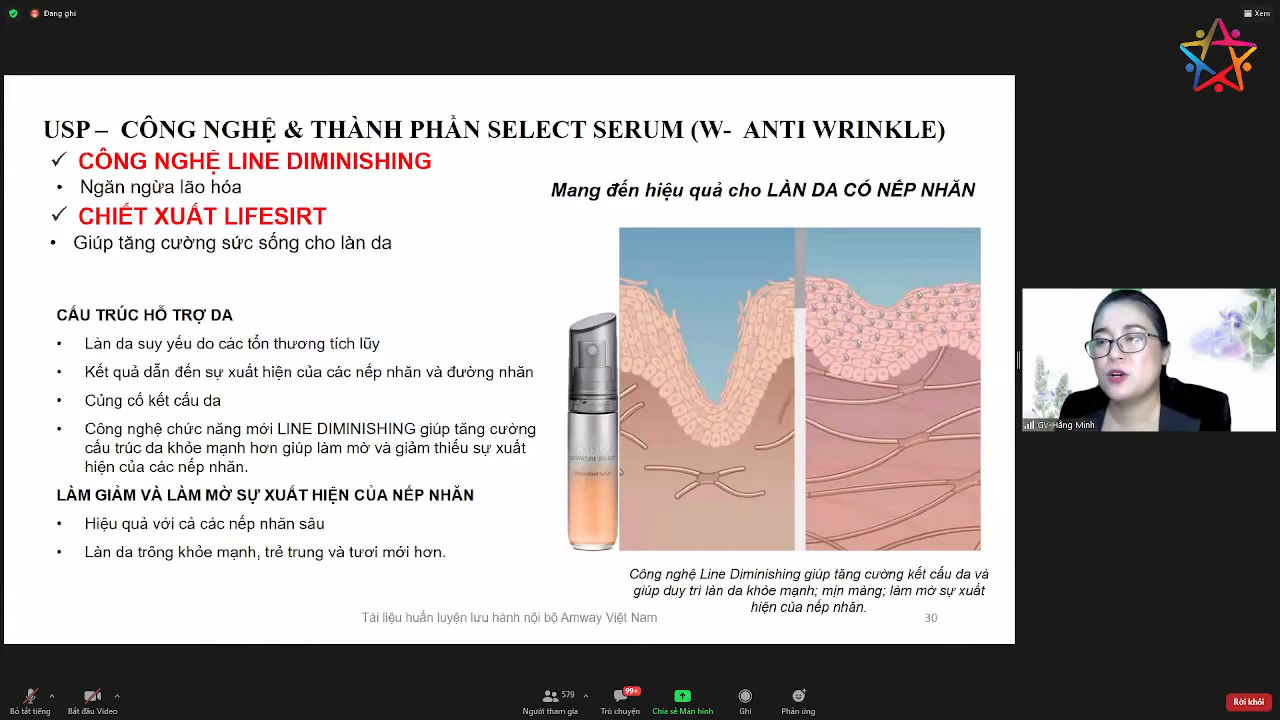 Đang ghi
Xem
USP – CÔNG NGHỆ & THÀNH PHẦN SELECT SERUM (W- ANTI WRINKLE)
✓ CÔNG NGHỆ LINE DIMINISHING
• Ngăn ngừa lão hóa
✓ CHIẾT XUẤT LIFESIRT
• Giúp tăng cường sức sống cho làn da
Mang đến hiệu quả cho LÀN DA CÓ NẾP NHĂN
CẤU TRÚC HỖ TRỢ DA
• Làn da suy yếu do các tổn thương tích lũy
• Kết quả dẫn đến sự xuất hiện của các nếp nhăn và đường nhăn
• Củng cố kết cấu da
• Công nghệ chức năng mới LINE DIMINISHING giúp tăng cường
cấu trúc da khỏe mạnh hơn giúp làm mờ và giảm thiểu sự xuất
hiện của các nếp nhăn.
LÀM GIẢM VÀ LÀM MỜ SỰ XUẤT HIỆN CỦA NẾP NHĂN
• Hiệu quả với cả các nếp nhăn sâu
• Làn da trông khỏe mạnh, trẻ trung và tươi mới hơn.
Công nghệ Line Diminishing giúp tăng cường kết cấu da và
giúp duy trì làn da khỏe mạnh; mịn màng; làm mờ sự xuất
hiện của nếp nhăn.
Tài liệu huấn luyện lưu hành nội bộ Amway Việt Nam
30
GV-Hằng Minh
Bỏ tắt tiếng
Bắt đầu Video
579
Người tham gia
99+
Trò chuyện
Chia sẻ Màn hình
Ghi
Phản ứng
Rời khỏi